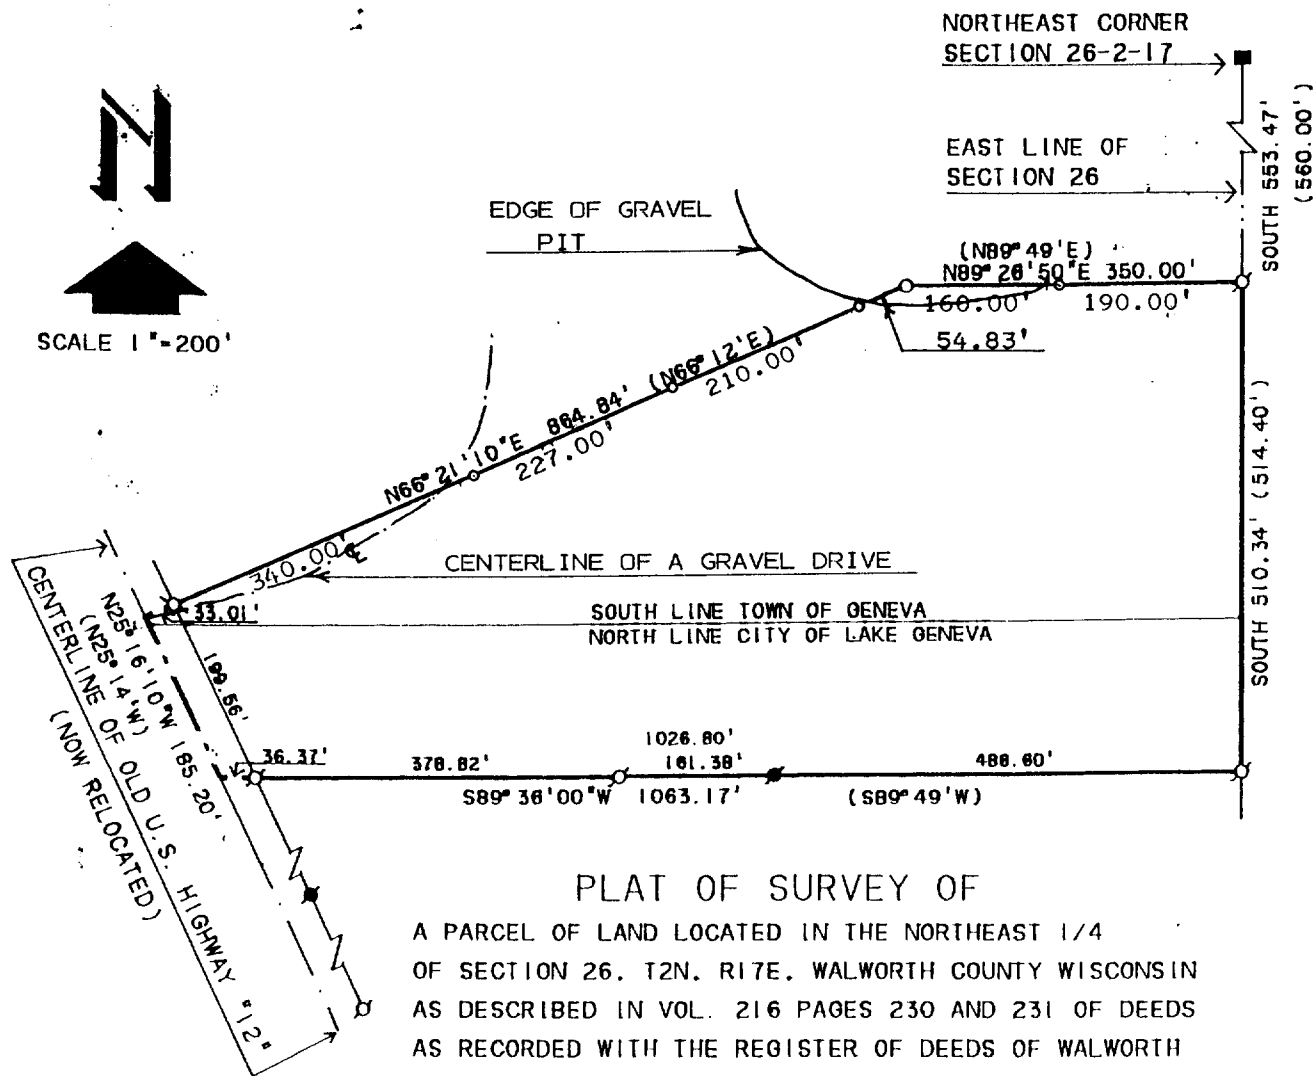 NORTHEAST CORNER
SECTION 26-2-17
N
SCALE 1"=200'
EAST LINE OF
SECTION 26
SOUTH 553.47'
(560.00')
EDGE OF GRAVEL
PIT
(N89°49'E)
N89°26'50"E 350.00'
160.00'
190.00'
54.83'
N66°21'10"E 864.84' (N66°12'E)
210.00'
227.00'
340.00'
CENTERLINE OF A GRAVEL DRIVE
33.01'
SOUTH LINE TOWN OF GENEVA
NORTH LINE CITY OF LAKE GENEVA
SOUTH 510.34' (514.40')
199.56'
N25°16'10"W 185.20'
(N25°14'W)
CENTERLINE OF OLD U.S. HIGHWAY "12"
(NOW RELOCATED)
36.37'
378.82'
1026.80'
161.38'
486.60'
S89°36'00"W 1063.17' (S89°49'W)
PLAT OF SURVEY OF
A PARCEL OF LAND LOCATED IN THE NORTHEAST 1/4
OF SECTION 26. T2N. R17E. WALWORTH COUNTY WISCONSIN
AS DESCRIBED IN VOL. 216 PAGES 230 AND 231 OF DEEDS
AS RECORDED WITH THE REGISTER OF DEEDS OF WALWORTH